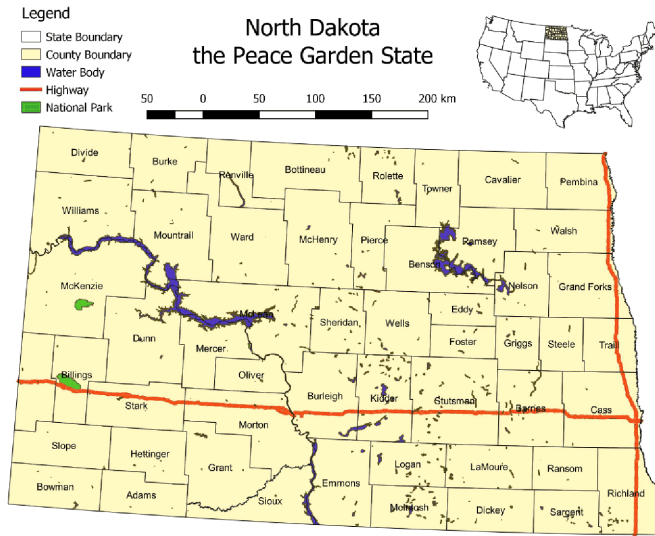 Legend
State Boundary
County Boundary
Water Body
Highway
National Park
North Dakota
the Peace Garden State
50 0 50 100 150 200 km
Divide
Burke
Renville
Bottineau
Rolette
Towner
Cavalier
Pembina
Williams
Mountrail
Ward
McHenry
Pierce
Benson
Ramsey
Walsh
McKenzie
Nelson
Grand Forks
Dunn
Mercer
McLean
Sheridan
Wells
Eddy
Foster
Griggs
Steele
Traill
Billings
Oliver
Stark
Morton
Burleigh
Kidder
Stutsman
Barnes
Cass
Slope
Hettinger
Grant
Emmons
Logan
LaMoure
Ransom
Richland
Bowman
Adams
Sioux
McIntosh
Dickey
Sargent